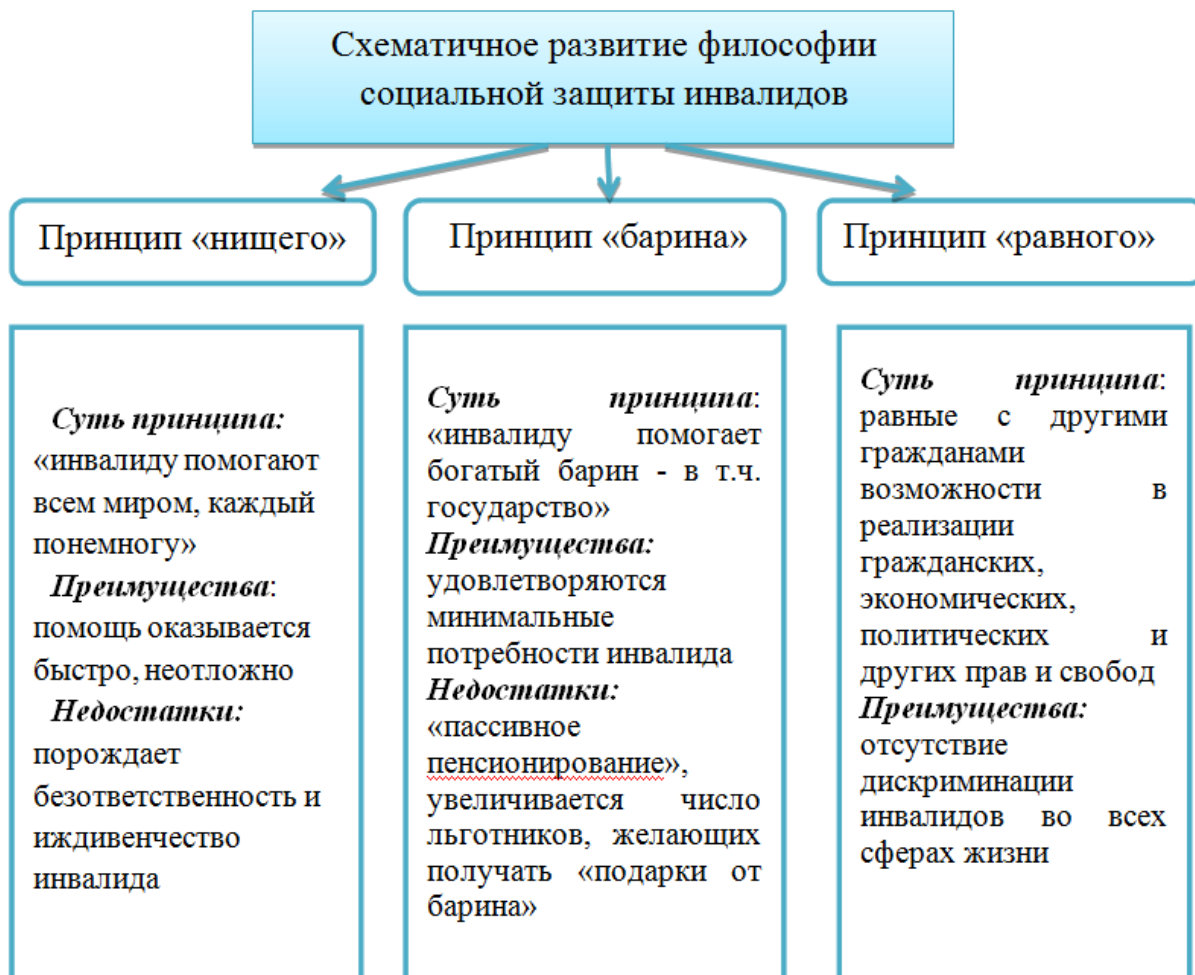 Схематичное развитие философии
социальной защиты инвалидов
Принцип «нищего»
Принцип «барина»
Принцип «равного»
Суть принципа:
«инвалиду помогают
всем миром, каждый
понемногу»
Преимущества:
помощь оказывается
быстро, неотложно
Недостатки:
порождает
безответственность и
иждивенчество
инвалида
Суть принципа:
«инвалиду помогает
богатый барин - в т.ч.
государство»
Преимущества:
удовлетворяются
минимальные
потребности инвалида
Недостатки:
«пассивное
пенсионирование»,
увеличивается число
льготников, желающих
получать «подарки от
барина»
Суть принципа:
равные с другими
гражданами
возможности в
реализации
гражданских,
экономических,
политических и
других прав и свобод
Преимущества:
отсутствие
дискриминации
инвалидов во всех
сферах жизни